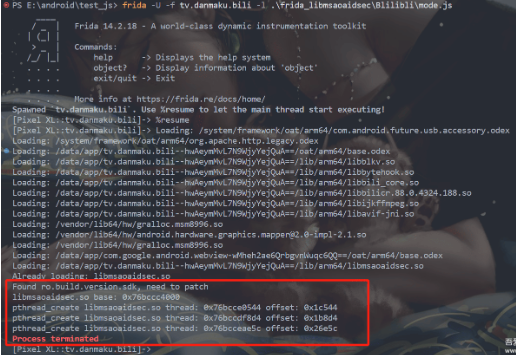 PS E:\android\test_js> frida -U -f tv.danmaku.bili -l .\frida_libmsaoaidsec\Blilibli\mode.js
Frida 14.2.18 - A world-class dynamic instrumentation toolkit
Commands:
help -> Displays the help system
object? -> Display information about 'object'
exit/quit -> Exit
More info at https://frida.re/docs/home/
Spawned `tv.danmaku.bili`. Use %resume to let the main thread start executing!
[Pixel XL::tv.danmaku.bili]-> %resume
[Pixel XL::tv.danmaku.bili]-> Loading: /system/framework/oat/arm64/com.android.future.usb.accessory.odex
Loading: /system/framework/oat/arm64/org.apache.http.legacy.odex
Loading: /data/app/tv.danmaku.bili--hwAeymMvL7N9WjyYejQuA==/oat/arm64/base.odex
Loading: /data/app/tv.danmaku.bili--hwAeymMvL7N9WjyYejQuA==/lib/arm64/libblkv.so
Loading: /data/app/tv.danmaku.bili--hwAeymMvL7N9WjyYejQuA==/lib/arm64/libbytehook.so
Loading: /data/app/tv.danmaku.bili--hwAeymMvL7N9WjyYejQuA==/lib/arm64/libbili_core.so
Loading: /data/app/tv.danmaku.bili--hwAeymMvL7N9WjyYejQuA==/lib/arm64/libbilicr.88.0.4324.188.so
Loading: /data/app/tv.danmaku.bili--hwAeymMvL7N9WjyYejQuA==/lib/arm64/libijkffmpeg.so
Loading: /data/app/tv.danmaku.bili--hwAeymMvL7N9WjyYejQuA==/lib/arm64/libavif-jni.so
Loading: /vendor/lib64/hw/gralloc.msm8996.so
Loading: /vendor/lib64/hw/android.hardware.graphics.mapper@2.0-impl-2.1.so
Loading: /vendor/lib64/hw/gralloc.msm8996.so
Loading: /data/app/com.google.android.webview-wMheh2ae6QrbgvnLwuqc6QQ==/oat/arm64/base.odex
Loading: /data/app/tv.danmaku.bili--hwAeymMvL7N9WjyYejQuA==/lib/arm64/libmsaoaidsec.so
Already loading: libmsaoaidsec.so
Found ro.build.version.sdk, need to patch
libmsaoaidsec.so base: 0x76bccc4000
pthread_create libmsaoaidsec.so thread: 0x76bcce0544 offset: 0x1c544
pthread_create libmsaoaidsec.so thread: 0x76bccdf8d4 offset: 0x1b8d4
pthread_create libmsaoaidsec.so thread: 0x76bcceae5c offset: 0x26e5c
Process terminated
[Pixel XL::tv.danmaku.bili]->